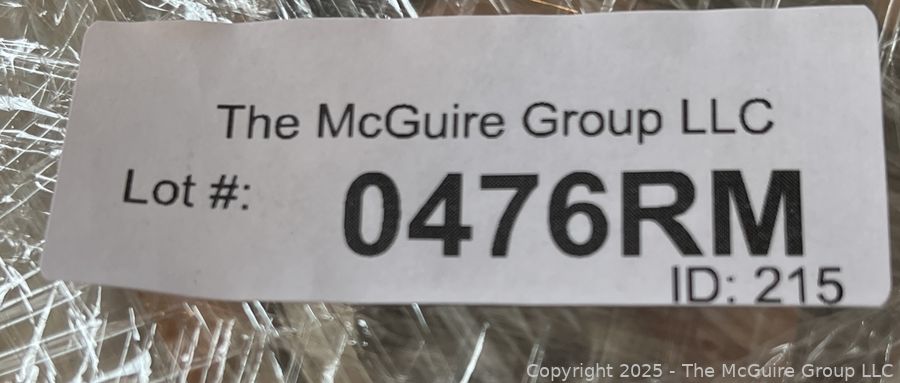 The McGuire Group LLC
Lot #: 0476RM
ID: 215
Copyright 2025 - The McGuire Group LLC